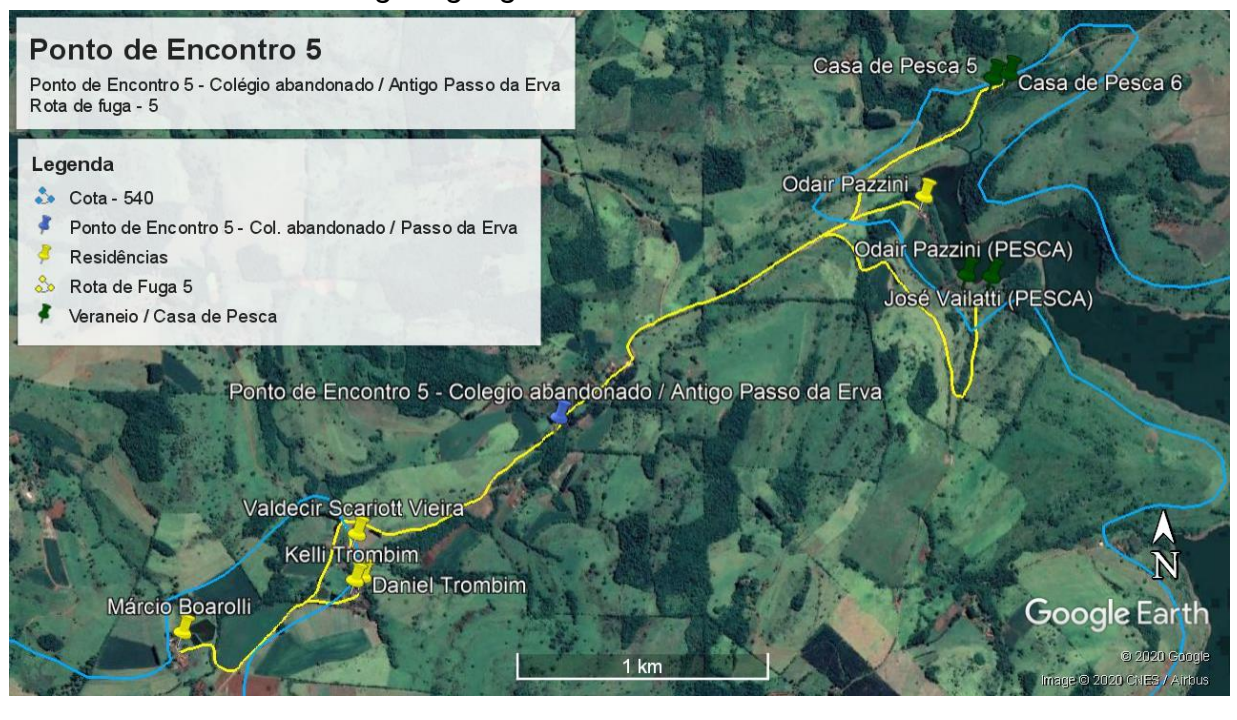 Ponto de Encontro 5
Ponto de Encontro 5 - Colégio abandonado / Antigo Passo da Erva
Rota de fuga - 5
Legenda
Cota - 540
Ponto de Encontro 5 - Col. abandonado / Passo da Erva
Residências
Rota de Fuga 5
Veraneio / Casa de Pesca
Casa de Pesca 5
Casa de Pesca 6
Odair Pazzini
Odair Pazzini (PESCA)
José Vailatti (PESCA)
Ponto de Encontro 5 - Colegio abandonado / Antigo Passo da Erva
Valdecir Scariott Vieira
Kelli Trombim
Daniel Trombim
Márcio Boarolli
N
Google Earth
1 km
© 2020 Google
Image © 2020 CNES / Airbus